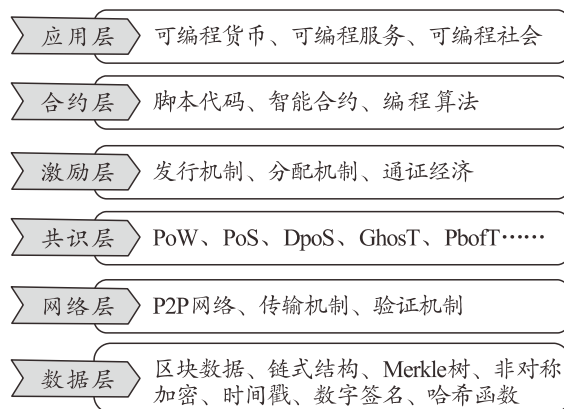 应用层 可编程货币、可编程服务、可编程社会
合约层 脚本代码、智能合约、编程算法
激励层 发行机制、分配机制、通证经济
共识层 PoW、PoS、DpoS、GhosT、PbofT……
网络层 P2P网络、传输机制、验证机制
数据层 区块数据、链式结构、Merkle树、非对称
加密、时间戳、数字签名、哈希函数